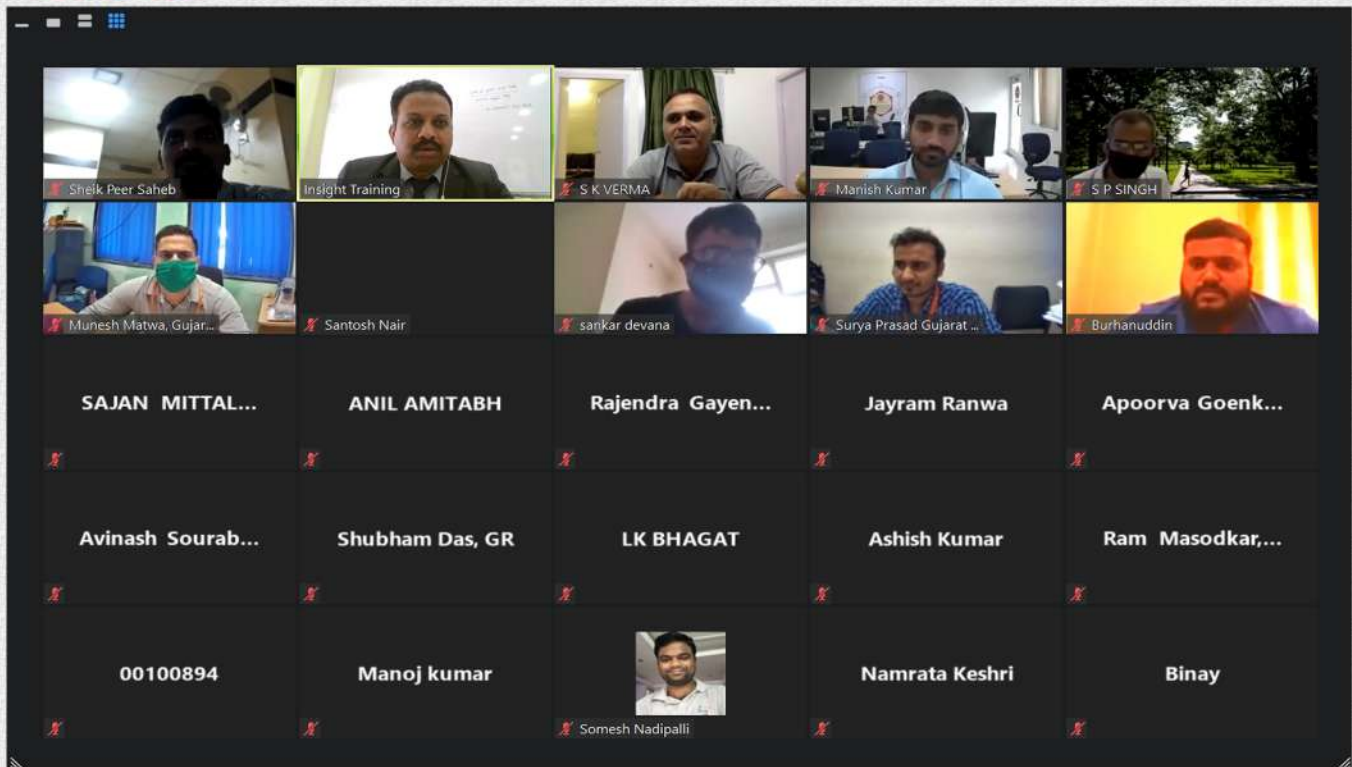 Sheik Peer Saheb
Insight Training
S K VERMA
Manish Kumar
S P SINGH
Munesh Matwa, Gujar...
Santosh Nair
sankar devana
Surya Prasad Gujarat ...
Burhanuddin
SAJAN MITTAL...
ANIL AMITABH
Rajendra Gayen...
Jayram Ranwa
Apoorva Goenk...
Avinash Sourab...
Shubham Das, GR
LK BHAGAT
Ashish Kumar
Ram Masodkar,...
00100894
Manoj kumar
Somesh Nadipalli
Namrata Keshri
Binay